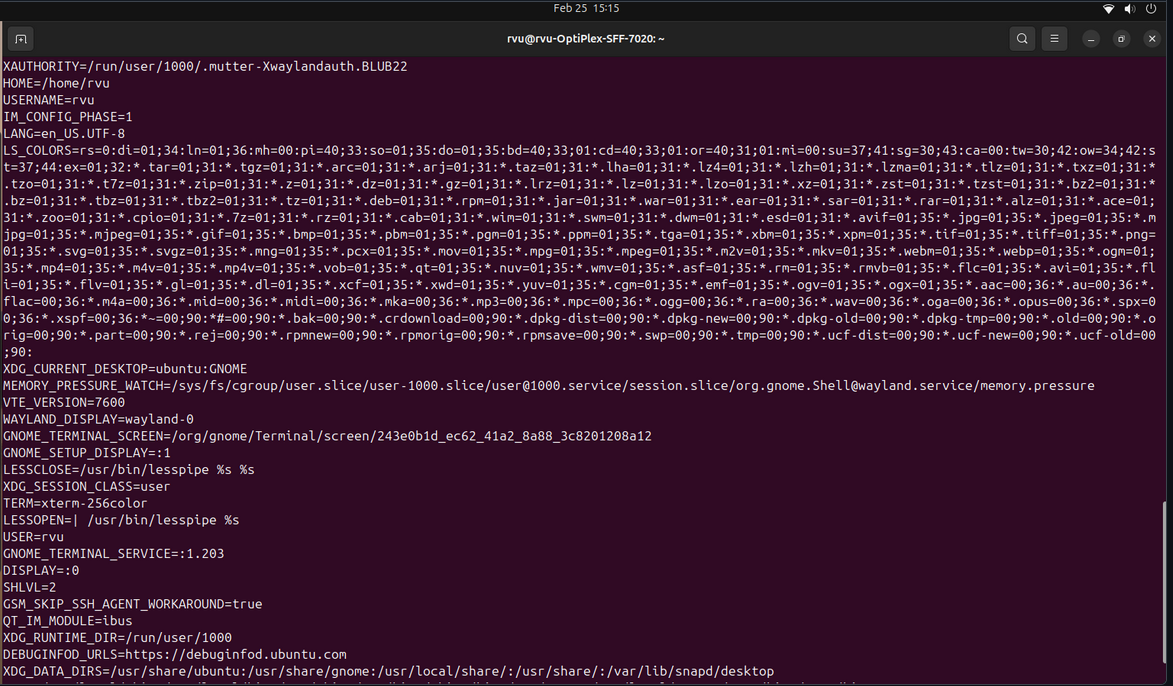 Feb 25 15:15
rvu@rvu-OptiPlex-SFF-7020: ~
XAUTHORITY=/run/user/1000/.mutter-Xwaylandauth.BLUB22
HOME=/home/rvu
USERNAME=rvu
IM_CONFIG_PHASE=1
LANG=en_US.UTF-8
LS_COLORS=rs=0:di=01;34:ln=01;36:mh=00:pi=40;33:so=01;35:do=01;35:bd=40;33;01:cd=40;33;01:or=40;31;01:mi=00:su=37;41:sg=30;43:ca=00:tw=30;42:ow=34;42:s
t=37;44:ex=01;32:*.tar=01;31:*.tgz=01;31:*.arc=01;31:*.arj=01;31:*.taz=01;31:*.lha=01;31:*.lz4=01;31:*.lzh=01;31:*.lzma=01;31:*.tlz=01;31:*.txz=01;31:*
.tzo=01;31:*.t7z=01;31:*.zip=01;31:*.z=01;31:*.dz=01;31:*.gz=01;31:*.lrz=01;31:*.lz=01;31:*.lzo=01;31:*.xz=01;31:*.zst=01;31:*.tzst=01;31:*.bz2=01;31:*
.bz=01;31:*.tbz=01;31:*.tbz2=01;31:*.tz=01;31:*.deb=01;31:*.rpm=01;31:*.jar=01;31:*.war=01;31:*.ear=01;31:*.sar=01;31:*.rar=01;31:*.alz=01;31:*.ace=01;
31:*.zoo=01;31:*.cpio=01;31:*.7z=01;31:*.rz=01;31:*.cab=01;31:*.wim=01;31:*.swm=01;31:*.dwm=01;31:*.esd=01;31:*.avif=01;35:*.jpg=01;35:*.jpeg=01;35:*.m
jpg=01;35:*.mjpeg=01;35:*.gif=01;35:*.bmp=01;35:*.pbm=01;35:*.pgm=01;35:*.ppm=01;35:*.tga=01;35:*.xbm=01;35:*.xpm=01;35:*.tif=01;35:*.tiff=01;35:*.png=
01;35:*.svg=01;35:*.svgz=01;35:*.mng=01;35:*.pcx=01;35:*.mov=01;35:*.mpg=01;35:*.mpeg=01;35:*.m2v=01;35:*.mkv=01;35:*.webm=01;35:*.webp=01;35:*.ogm=01;
35:*.mp4=01;35:*.m4v=01;35:*.mp4v=01;35:*.vob=01;35:*.qt=01;35:*.nuv=01;35:*.wmv=01;35:*.asf=01;35:*.rm=01;35:*.rmvb=01;35:*.flc=01;35:*.avi=01;35:*.fl
i=01;35:*.flv=01;35:*.gl=01;35:*.dl=01;35:*.xcf=01;35:*.xwd=01;35:*.yuv=01;35:*.cgm=01;35:*.emf=01;35:*.ogv=01;35:*.ogx=01;35:*.aac=00;36:*.au=00;36:*.
flac=00;36:*.m4a=00;36:*.mid=00;36:*.midi=00;36:*.mka=00;36:*.mp3=00;36:*.mpc=00;36:*.ogg=00;36:*.ra=00;36:*.wav=00;36:*.oga=00;36:*.opus=00;36:*.spx=0
0;36:*.xspf=00;36:*~=00;90:*#=00;90:*.bak=00;90:*.crdownload=00;90:*.dpkg-dist=00;90:*.dpkg-new=00;90:*.dpkg-old=00;90:*.dpkg-tmp=00;90:*.old=00;90:*.o
rig=00;90:*.part=00;90:*.rej=00;90:*.rpmnew=00;90:*.rpmorig=00;90:*.rpmsave=00;90:*.swp=00;90:*.tmp=00;90:*.ucf-dist=00;90:*.ucf-new=00;90:*.ucf-old=00
;90:
XDG_CURRENT_DESKTOP=ubuntu:GNOME
MEMORY_PRESSURE_WATCH=/sys/fs/cgroup/user.slice/user-1000.slice/user@1000.service/session.slice/org.gnome.Shell@wayland.service/memory.pressure
VTE_VERSION=7600
WAYLAND_DISPLAY=wayland-0
GNOME_TERMINAL_SCREEN=/org/gnome/Terminal/screen/243e0b1d_ec62_41a2_8a88_3c8201208a12
GNOME_SETUP_DISPLAY=:1
LESSCLOSE=/usr/bin/lesspipe %s %s
XDG_SESSION_CLASS=user
TERM=xterm-256color
LESSOPEN=| /usr/bin/lesspipe %s
USER=rvu
GNOME_TERMINAL_SERVICE=:1.203
DISPLAY=:0
SHLVL=2
GSM_SKIP_SSH_AGENT_WORKAROUND=true
QT_IM_MODULE=ibus
XDG_RUNTIME_DIR=/run/user/1000
DEBUGINFOD_URLS=https://debuginfod.ubuntu.com
XDG_DATA_DIRS=/usr/share/ubuntu:/usr/share/gnome:/usr/local/share/:/usr/share/:/var/lib/snapd/desktop